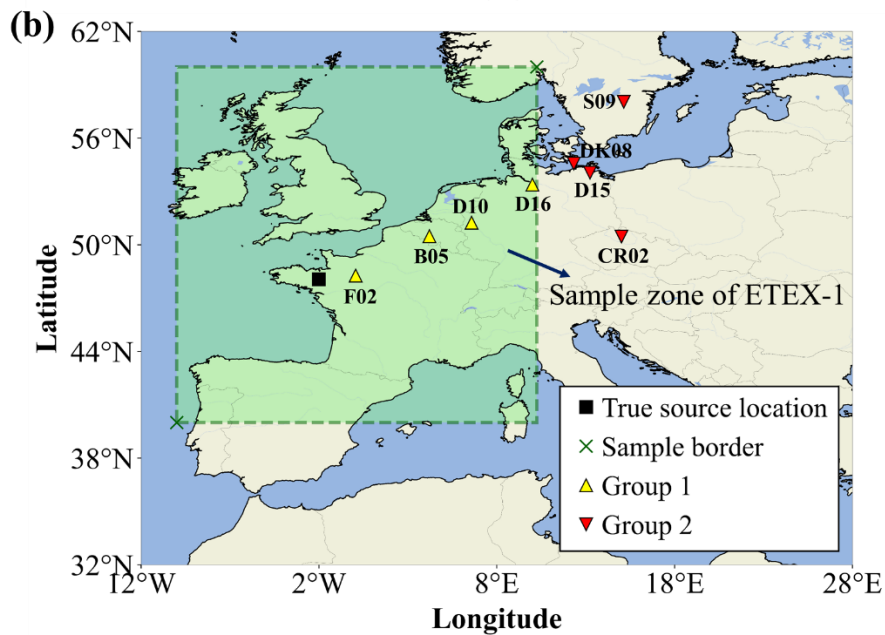 (b)
62°N
56°N
50°N
44°N
38°N
32°N
Latitude
S09
DK08
D15
D16
D10
B05
CR02
F02
Sample zone of ETEX-1
True source location
Sample border
Group 1
Group 2
12°W
2°W
8°E
18°E
28°E
Longitude